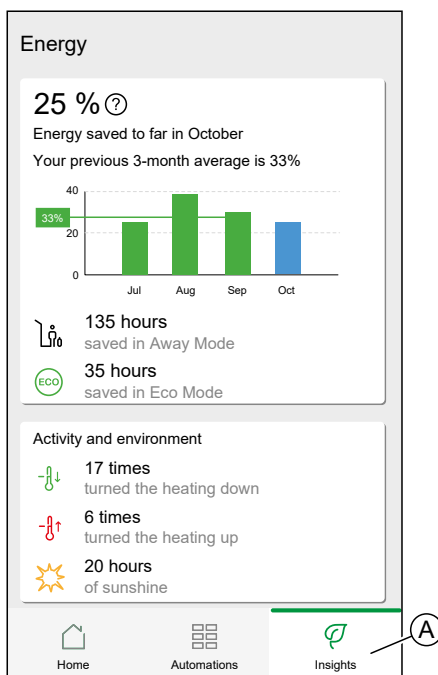 Energy
25 %?
Energy saved to far in October
Your previous 3-month average is 33%
40
33%
20
0
Jul Aug Sep Oct
135 hours
saved in Away Mode
ECO
35 hours
saved in Eco Mode
Activity and environment
17 times
turned the heating down
6 times
turned the heating up
20 hours
of sunshine
A
Home Automations Insights